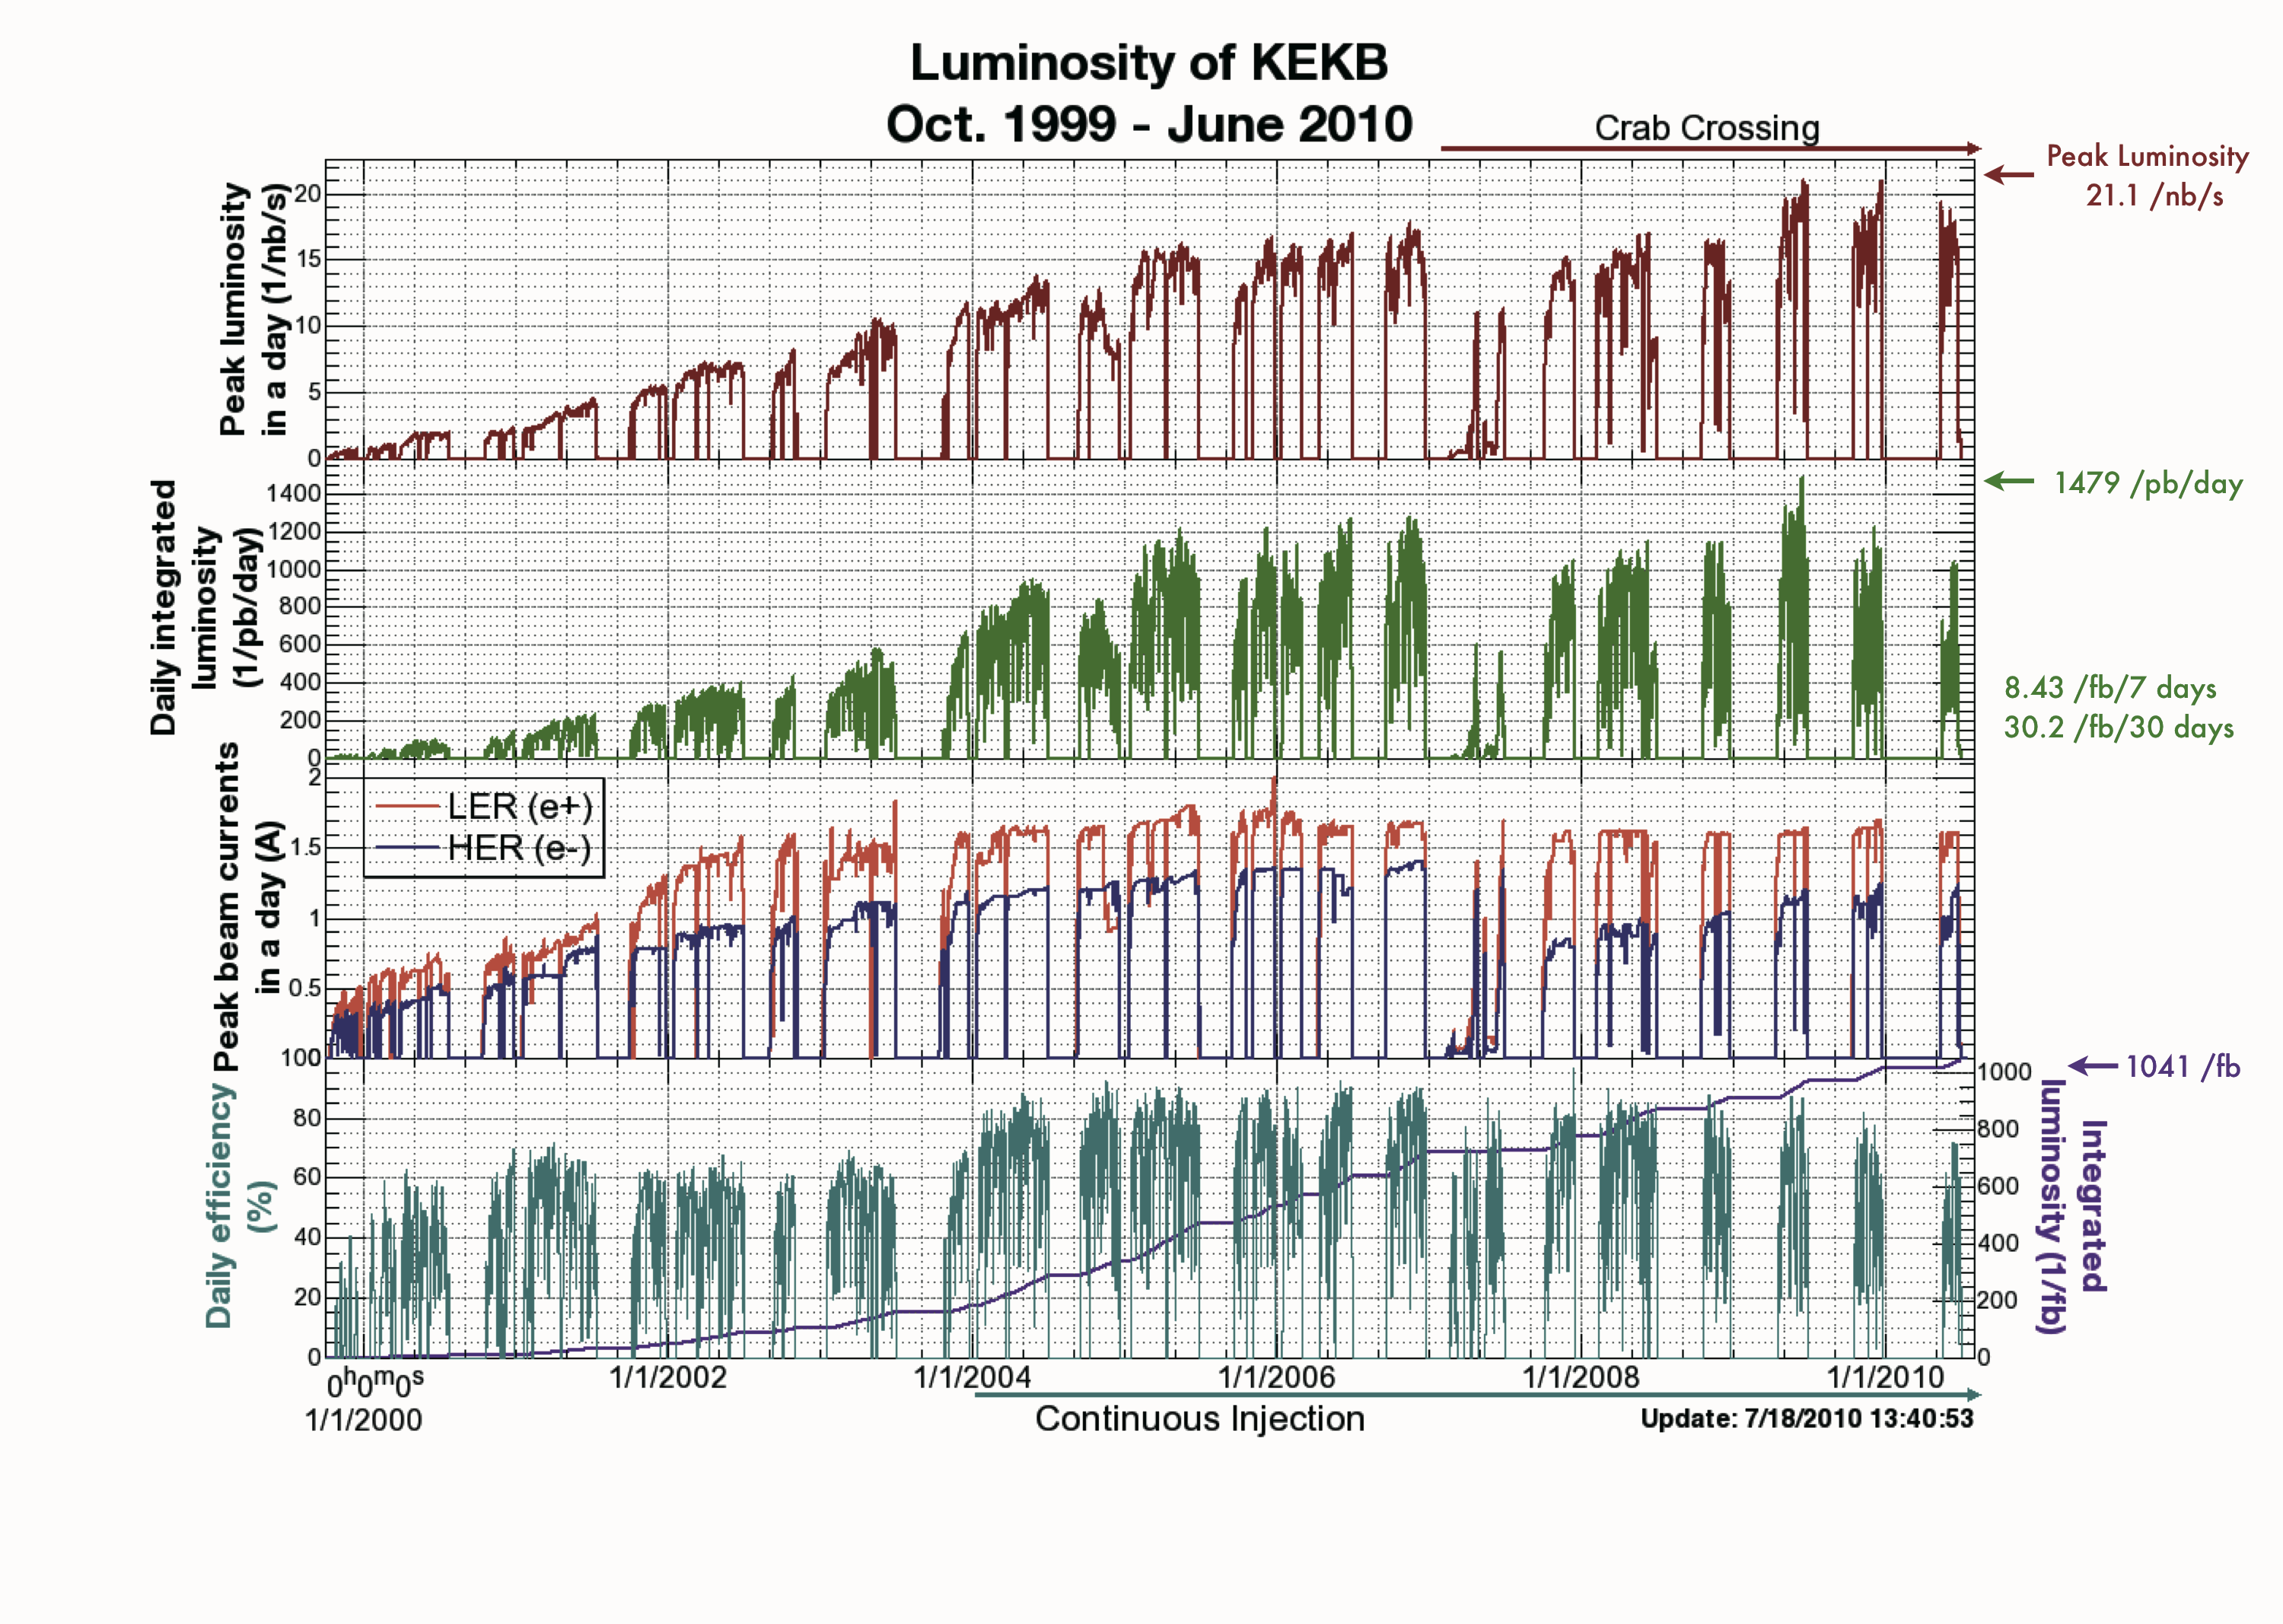 Luminosity of KEKB
Oct. 1999 - June 2010
Crab Crossing
Peak Luminosity
21.1 /nb/s
Peak luminosity
in a day (1/nb/s)
20
15
10
5
0
1479 /pb/day
Daily integrated
luminosity
(1/pb/day)
1400
1200
1000
800
600
400
200
0
8.43 /fb/7 days
30.2 /fb/30 days
Peak beam currents
in a day (A)
2
1.5
1
0.5
LER (e+)
HER (e-)
Daily efficiency
(%)
100
80
60
40
20
0
1041 /fb
1000
800
600
400
200
0
Integrated
luminosity (1/fb)
0h0m0s
1/1/2000
1/1/2002
1/1/2004
1/1/2006
1/1/2008
1/1/2010
Continuous Injection
Update: 7/18/2010 13:40:53